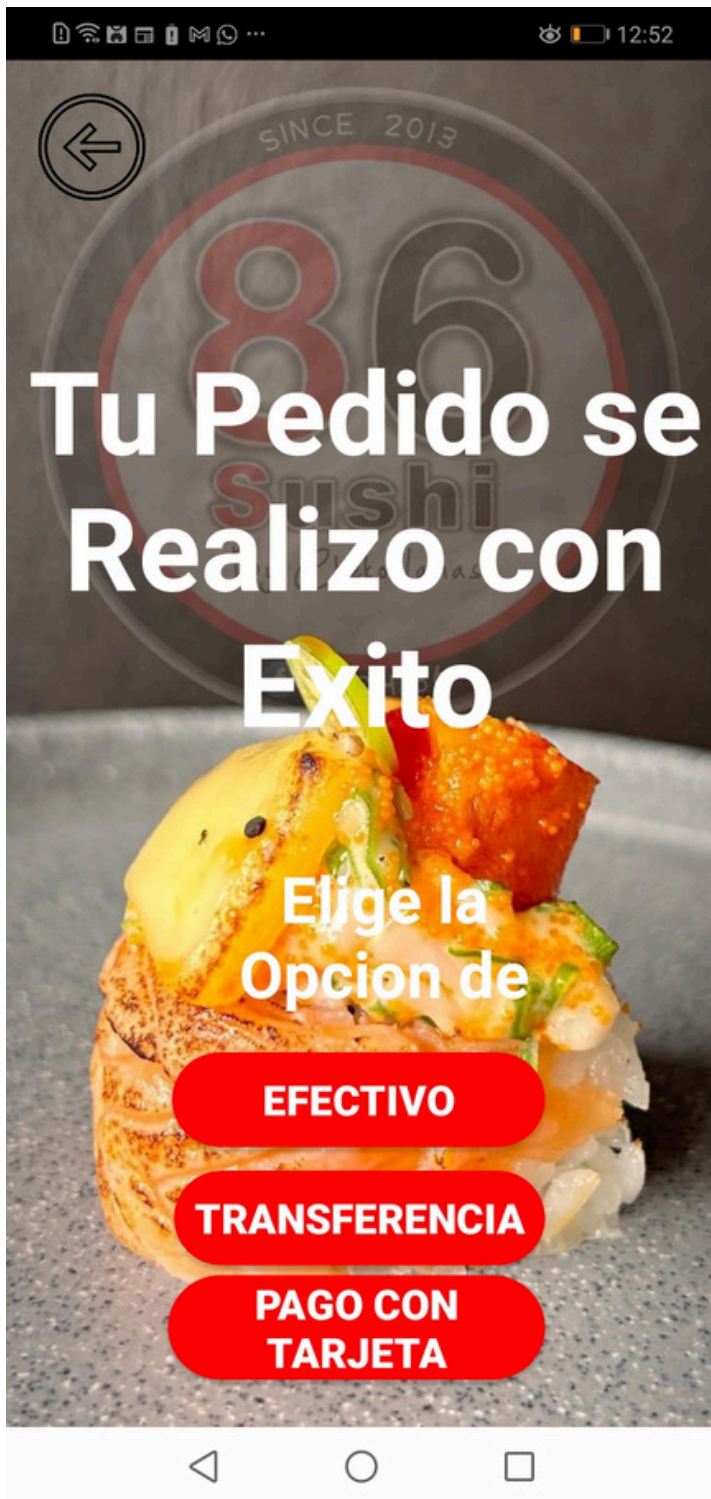 12:52
SINCE 2013
86
Tu Pedido se
Sushi
Realizo con
Exito
Elige la
Opcion de
EFECTIVO
TRANSFERENCIA
PAGO CON
TARJETA